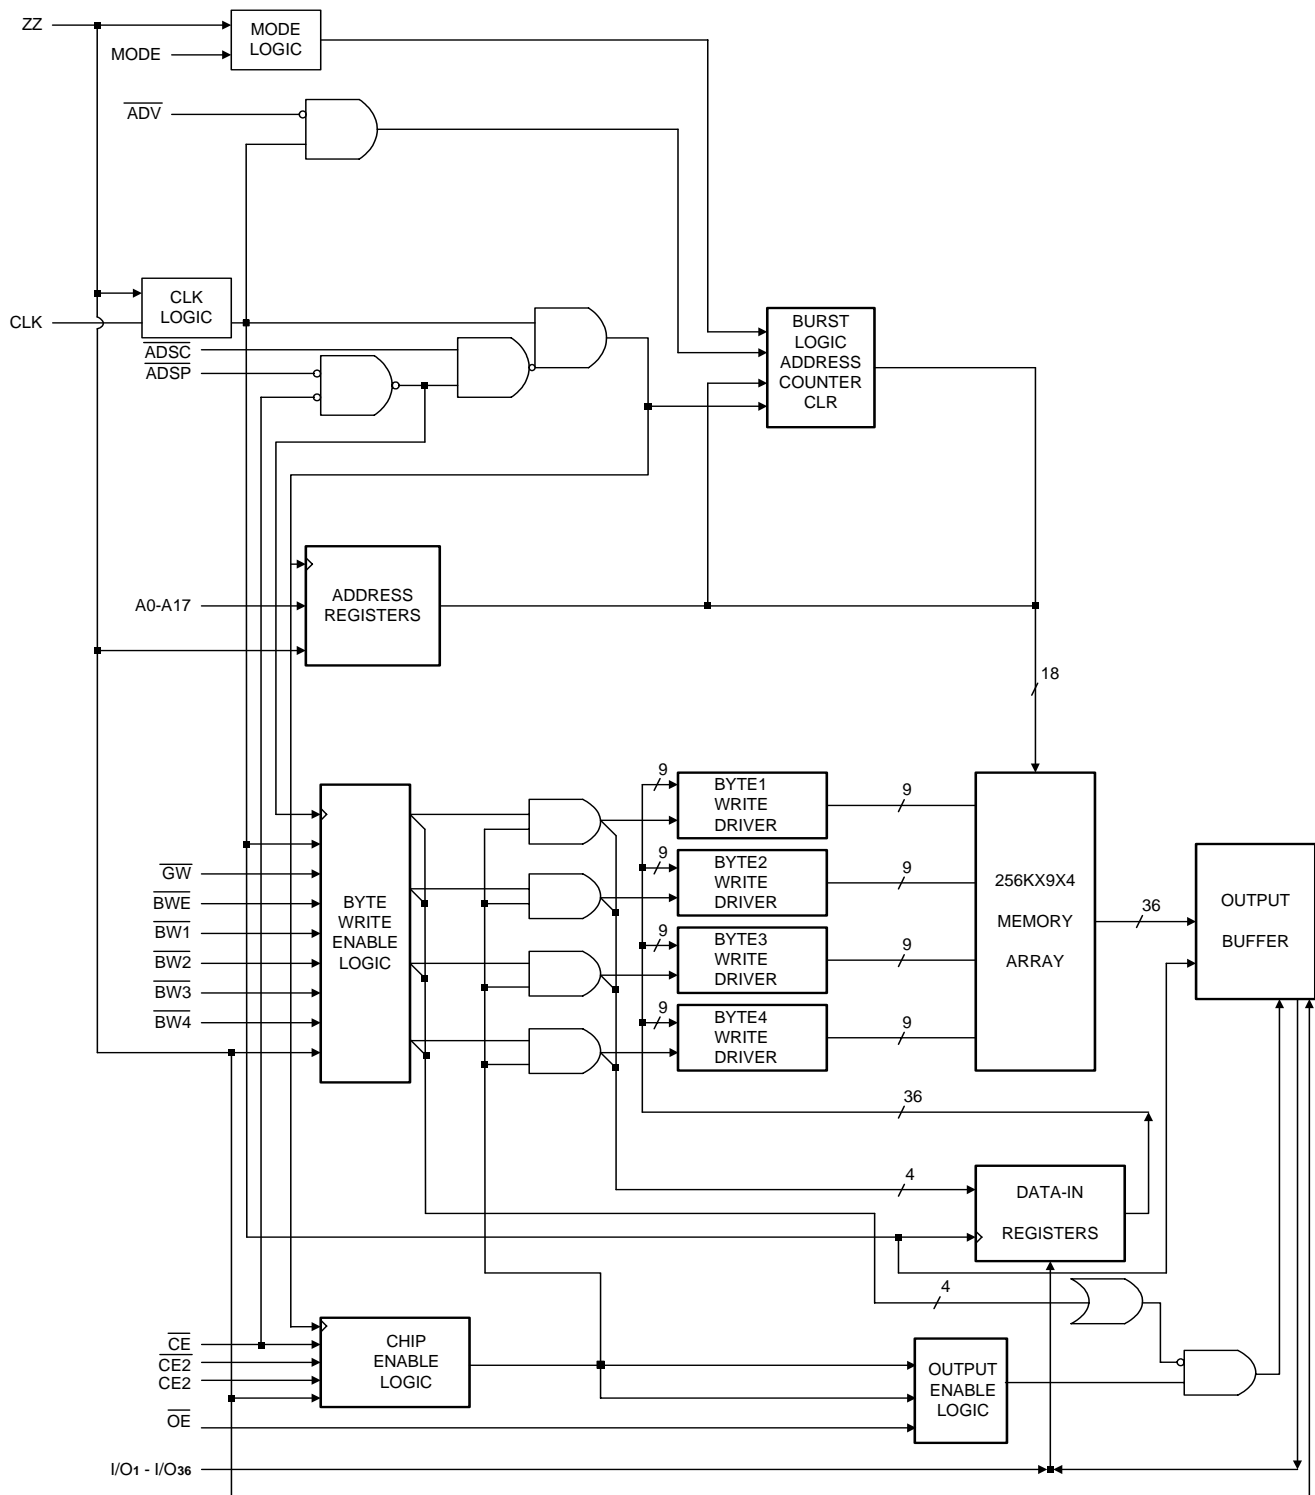 ZZ
MODE
MODE
LOGIC
ADV
CLK
CLK
LOGIC
ADSC
ADSP
BURST
LOGIC
ADDRESS
COUNTER
CLR
A0-A17
ADDRESS
REGISTERS
18
GW
BWE
BW1
BW2
BW3
BW4
BYTE
WRITE
ENABLE
LOGIC
9
BYTE1
WRITE
DRIVER
9
9
BYTE2
WRITE
DRIVER
9
9
BYTE3
WRITE
DRIVER
9
9
BYTE4
WRITE
DRIVER
9
256KX9X4
MEMORY
ARRAY
36
OUTPUT
BUFFER
36
4
DATA-IN
REGISTERS
4
CE
CE2
CE2
CHIP
ENABLE
LOGIC
OE
OUTPUT
ENABLE
LOGIC
I/O1 - I/O36